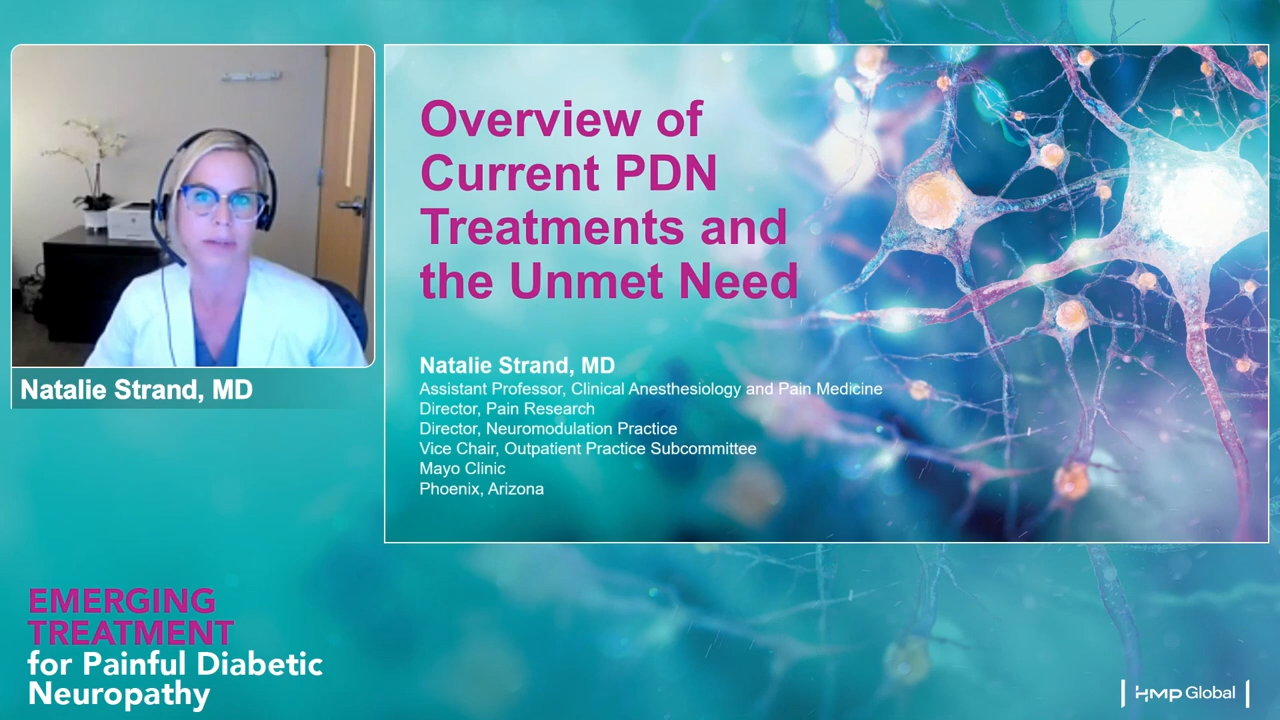 Overview of
Current PDN
Treatments and
the Unmet Need
Natalie Strand, MD
Assistant Professor, Clinical Anesthesiology and Pain Medicine
Director, Pain Research
Director, Neuromodulation Practice
Vice Chair, Outpatient Practice Subcommittee
Mayo Clinic
Phoenix, Arizona
Natalie Strand, MD
EMERGING
TREATMENT
for Painful Diabetic
Neuropathy
HMP Global